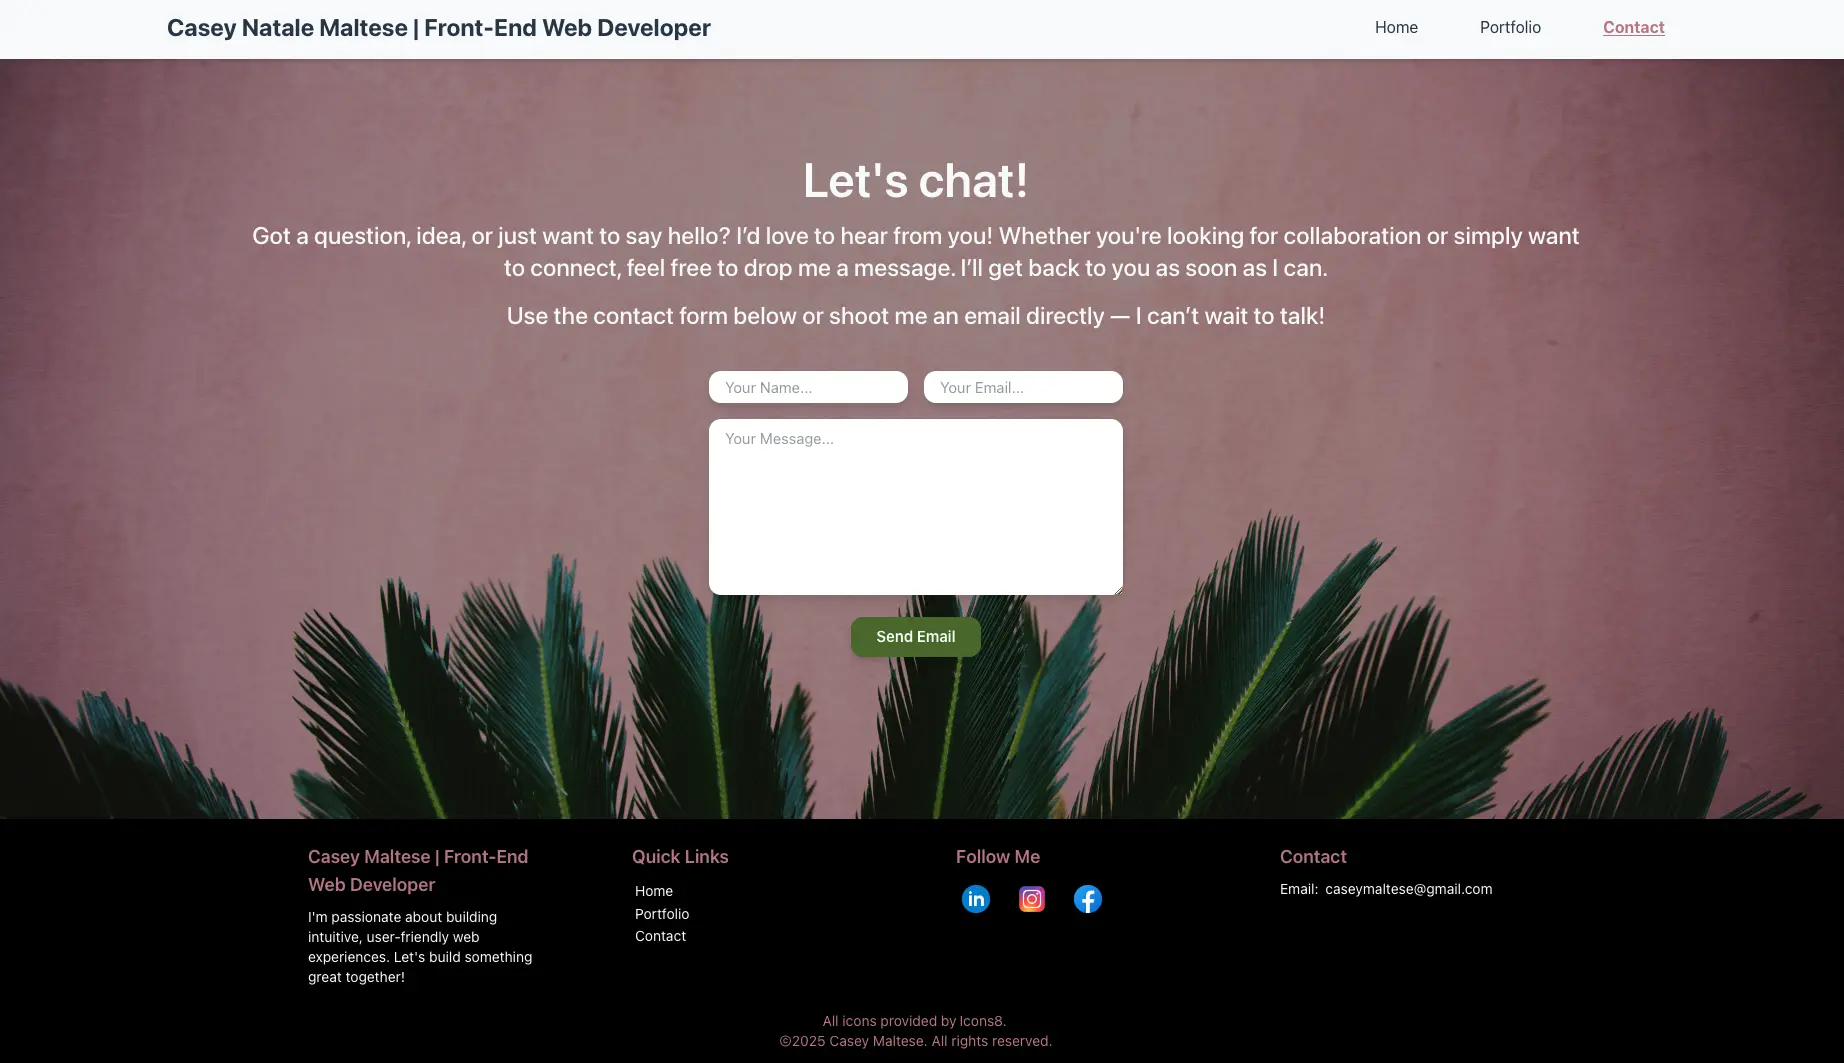 Casey Natale Maltese | Front-End Web Developer
Home
Portfolio
Contact
Let's chat!
Got a question, idea, or just want to say hello? I’d love to hear from you! Whether you're looking for collaboration or simply want
to connect, feel free to drop me a message. I’ll get back to you as soon as I can.
Use the contact form below or shoot me an email directly — I can’t wait to talk!
Your Name...
Your Email...
Your Message...
Send Email
Casey Maltese | Front-End
Web Developer
I'm passionate about building
intuitive, user-friendly web
experiences. Let's build something
great together!
Quick Links
Home
Portfolio
Contact
Follow Me
in
Contact
Email: caseymaltese@gmail.com
All icons provided by Icons8.
©2025 Casey Maltese. All rights reserved.